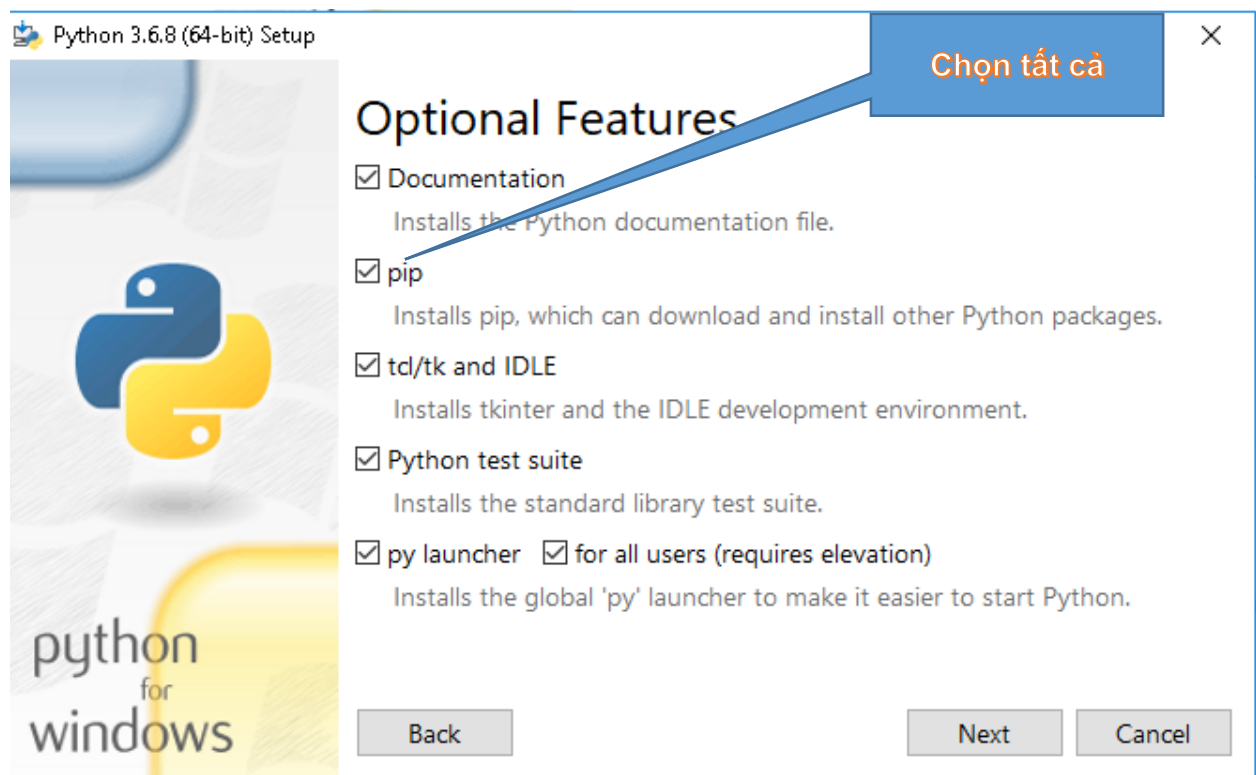 Python 3.6.8 (64-bit) Setup
Chọn tất cả
Optional Features
Documentation
Installs the Python documentation file.
pip
Installs pip, which can download and install other Python packages.
tcl/tk and IDLE
Installs tkinter and the IDLE development environment.
Python test suite
Installs the standard library test suite.
py launcher for all users (requires elevation)
Installs the global 'py' launcher to make it easier to start Python.
python
for
windows
Back Next Cancel